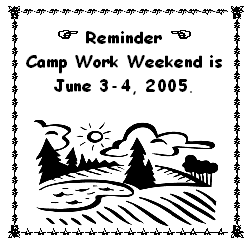 Reminder
Camp Work Weekend is
June 3-4, 2005.